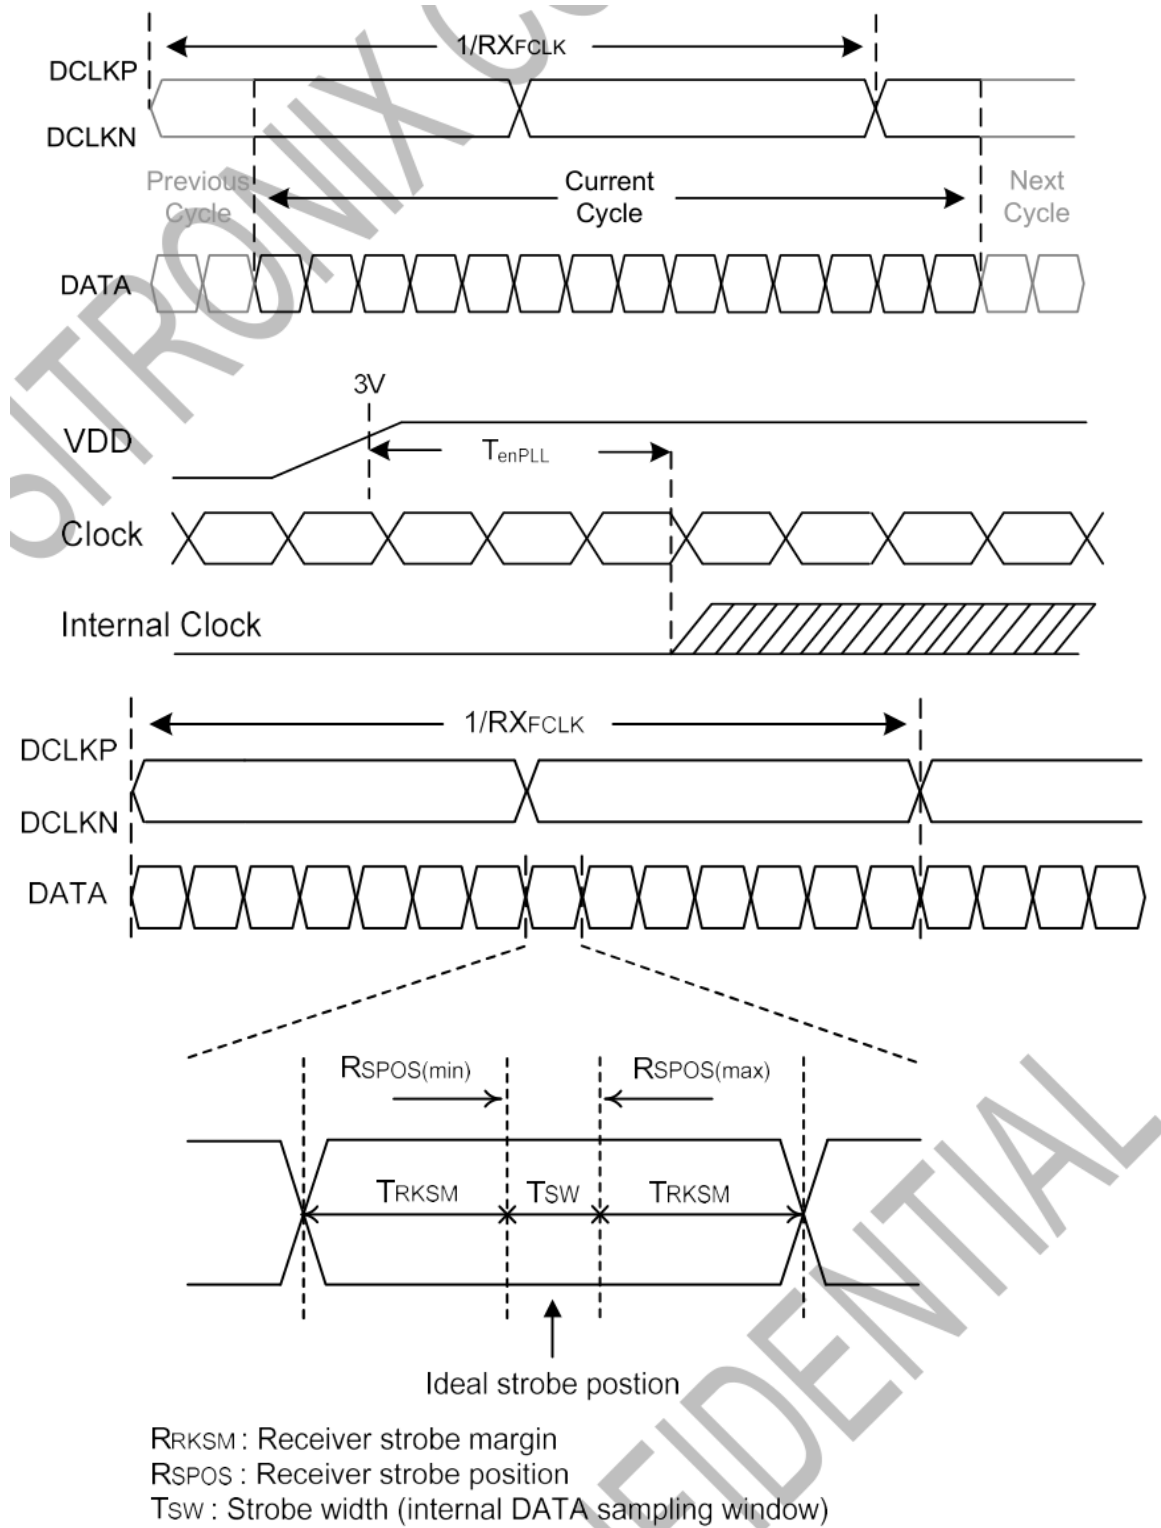 1/RXFCLK
DCLKP
DCLKN
Previous Cycle
Current Cycle
Next Cycle
DATA
3V
VDD
TenPLL
Clock
Internal Clock
1/RXFCLK
DCLKP
DCLKN
DATA
RSPOS(min)
RSPOS(max)
TRKSM
TSW
TRKSM
Ideal strobe postion
RRKSM : Receiver strobe margin
RSPOS : Receiver strobe position
TSW : Strobe width (internal DATA sampling window)
SITRONIX